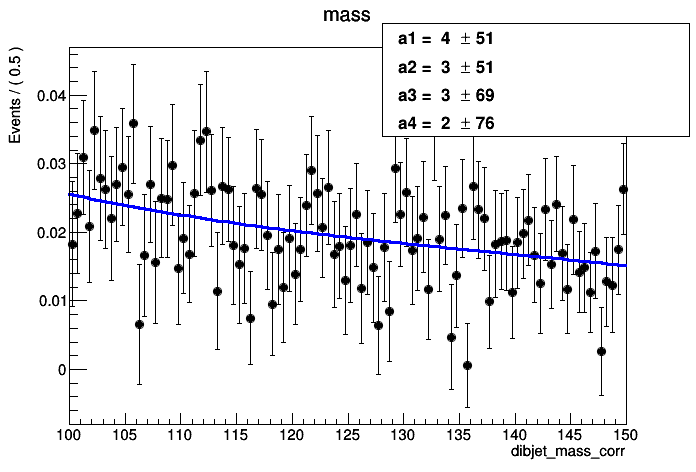 mass
a1 = 4 ± 51
a2 = 3 ± 51
a3 = 3 ± 69
a4 = 2 ± 76
Events / ( 0.5 )
0.04
0.03
0.02
0.01
0
100 105 110 115 120 125 130 135 140 145 150
dibjet_mass_corr